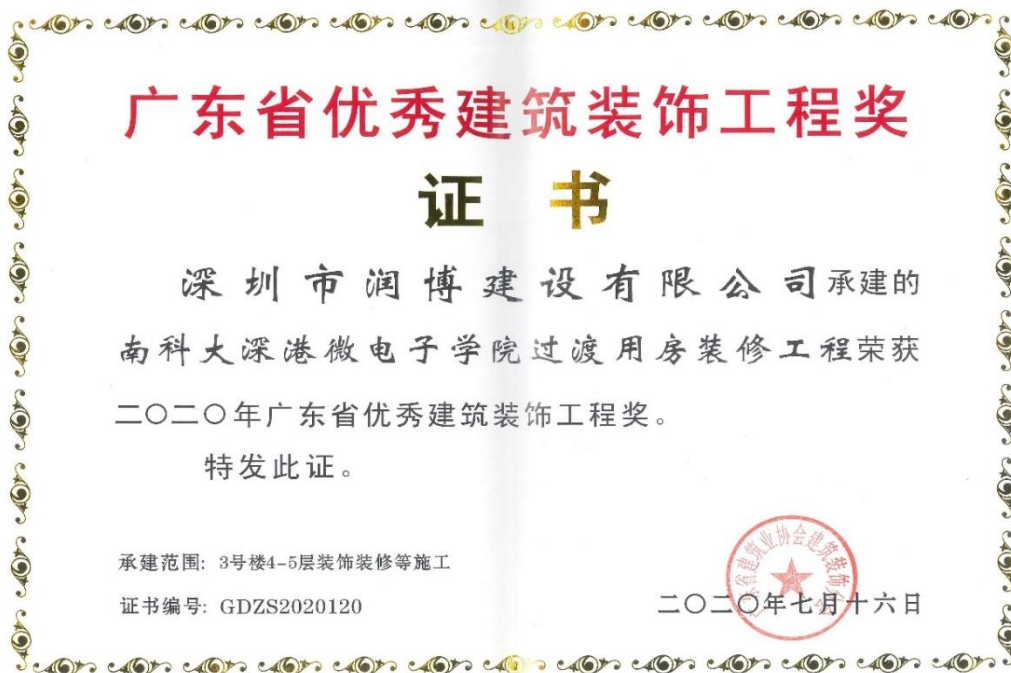 广东省优秀建筑装饰工程奖
证 书
深圳市润博建设有限公司承建的
南科大深港微电子学院过渡用房装修工程荣获
二〇二〇年广东省优秀建筑装饰工程奖。
特发此证。
承建范围: 3号楼4-5层装饰装修等施工
证书编号: GDZS2020120
二〇二〇年七月十六日